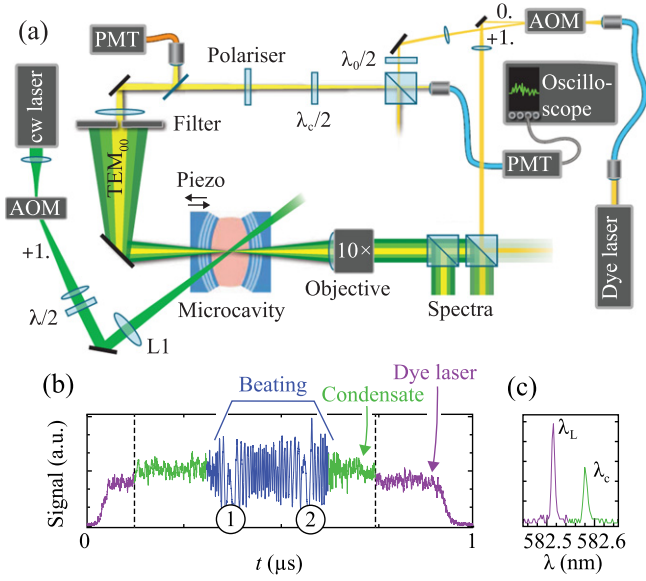 (a)
PMT
Polariser
λ₀/2
0.
+1.
AOM
cw laser
Filter
λc/2
Oscillo-
scope
TEM₀₀
PMT
AOM
Piezo
+1.
10×
Dye laser
λ/2
Objective
Microcavity
Spectra
L1
(b)
Beating
Condensate
Dye laser
(c)
Signal (a.u.)
λL
λc
1
2
0
1
t (µs)
582.5
582.6
λ (nm)